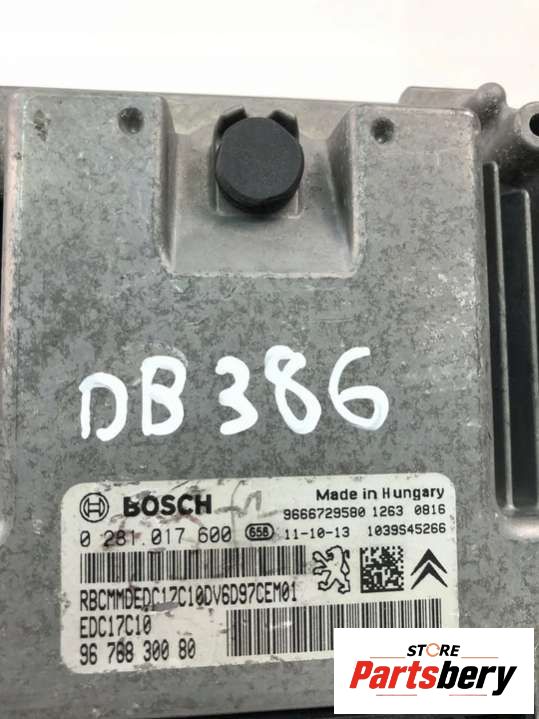 DB386
BOSCH
Made in Hungary
9666729580 1263 0816
0 281.017 600 658 11-10-13 1039S45266
RBCMMDEDC17C10DV6D97CEM01
EDC17C10
96 788 300 80
STORE
Partsbery